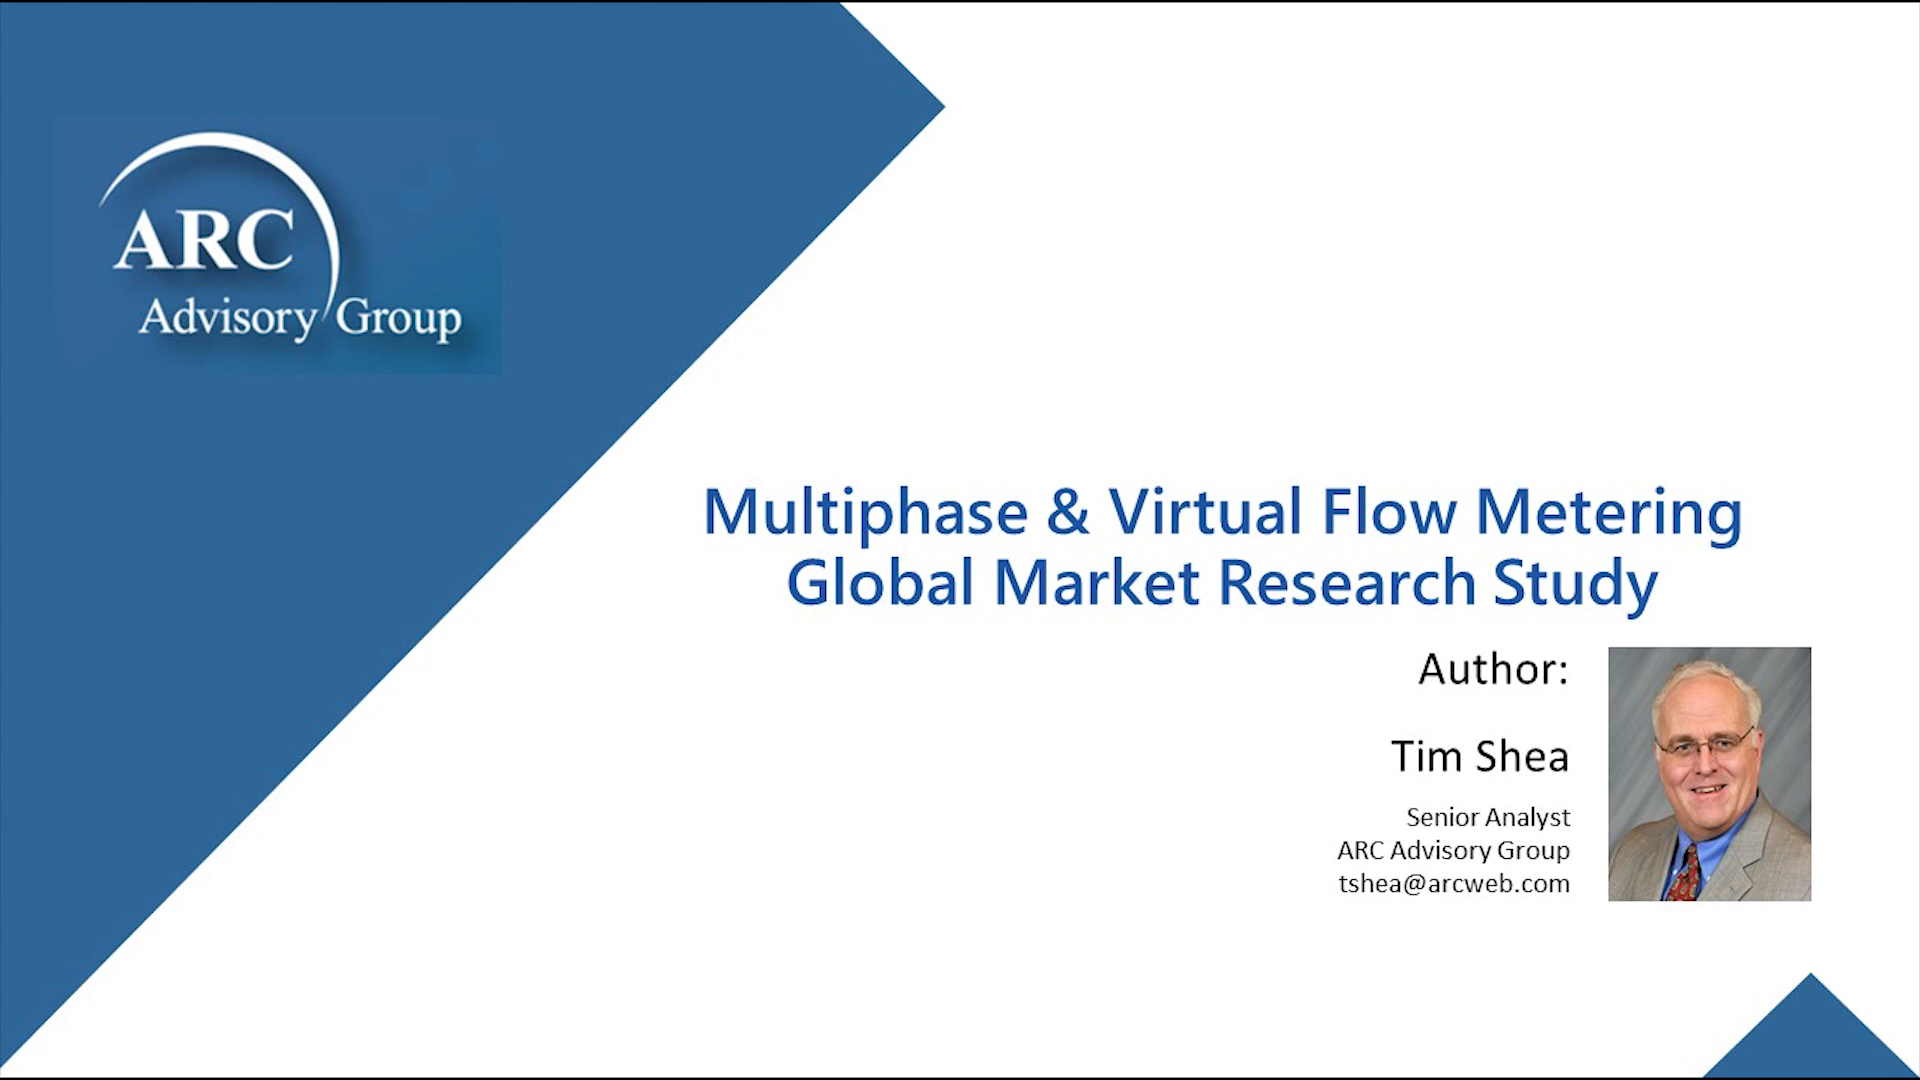 ARC
Advisory Group
Multiphase & Virtual Flow Metering
Global Market Research Study
Author:
Tim Shea
Senior Analyst
ARC Advisory Group
tshea@arcweb.com